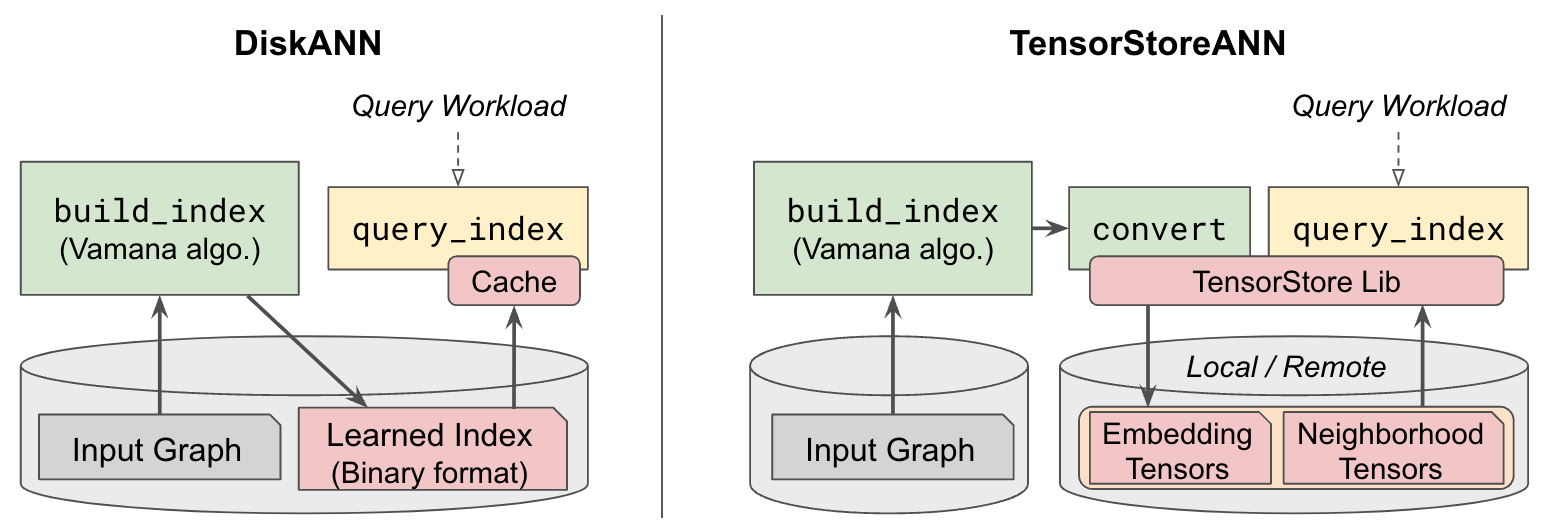 DiskANN
Query Workload
build_index
(Vamana algo.)
query_index
Cache
Input Graph
Learned Index
(Binary format)
TensorStoreANN
Query Workload
build_index
(Vamana algo.)
convert
query_index
TensorStore Lib
Local / Remote
Input Graph
Embedding
Tensors
Neighborhood
Tensors